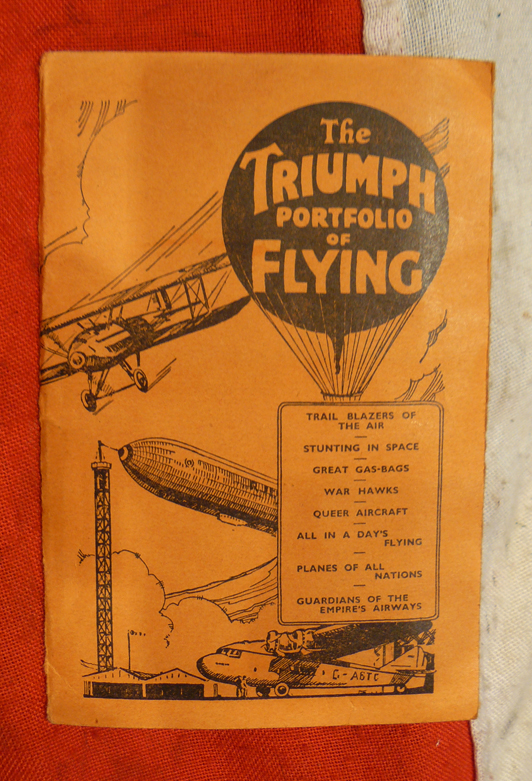 The
TRIUMPH
PORTFOLIO
OF
FLYING
TRAIL BLAZERS OF
THE AIR
STUNTING IN SPACE
GREAT GAS-BAGS
WAR HAWKS
QUEER AIRCRAFT
ALL IN A DAY'S
FLYING
PLANES OF ALL
NATIONS
GUARDIANS OF THE
EMPIRE'S AIRWAYS